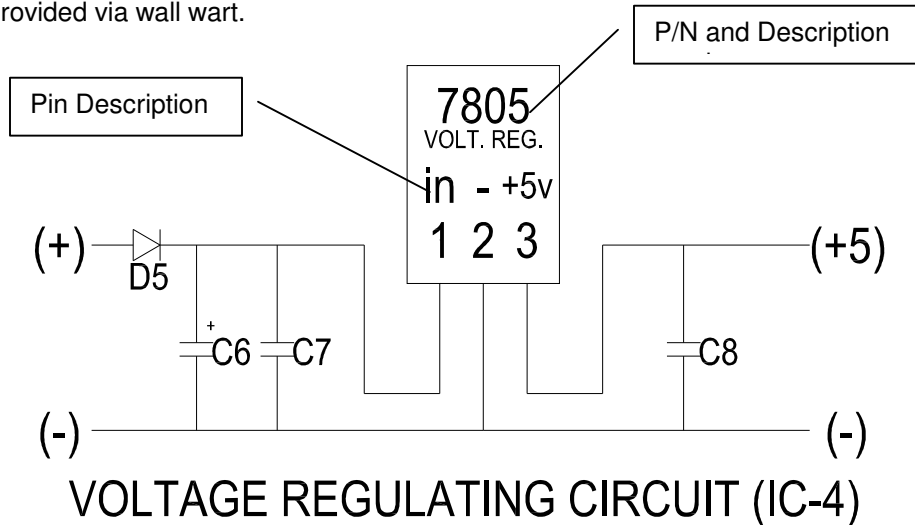 rovided via wall wart.
P/N and Description
Pin Description
7805
VOLT. REG.
in - +5v
1 2 3
(+)
D5
(+5)
+
C6
C7
C8
(-)
(-)
VOLTAGE REGULATING CIRCUIT (IC-4)